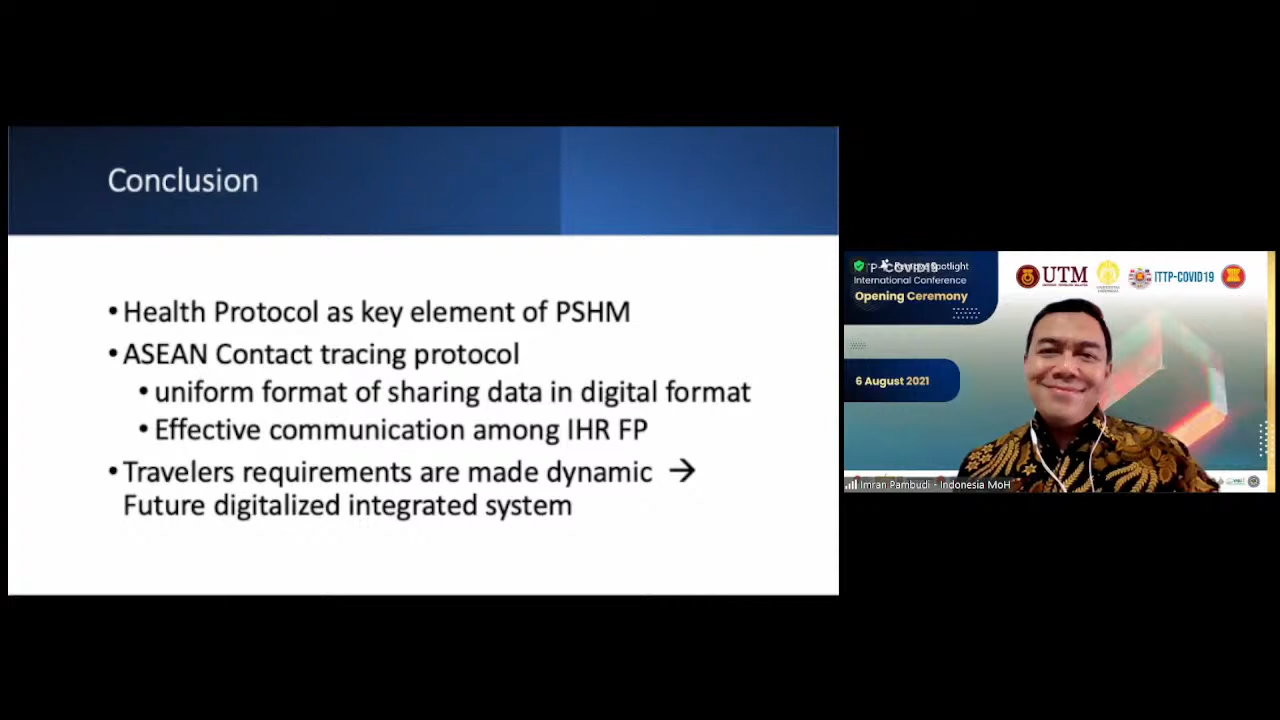 Conclusion
• Health Protocol as key element of PSHM
• ASEAN Contact tracing protocol
• uniform format of sharing data in digital format
• Effective communication among IHR FP
• Travelers requirements are made dynamic →
Future digitalized integrated system
International Conference
Opening Ceremony
6 August 2021
UTM
ITTP-COVID19
Imran Pambudi - Indonesia MoH